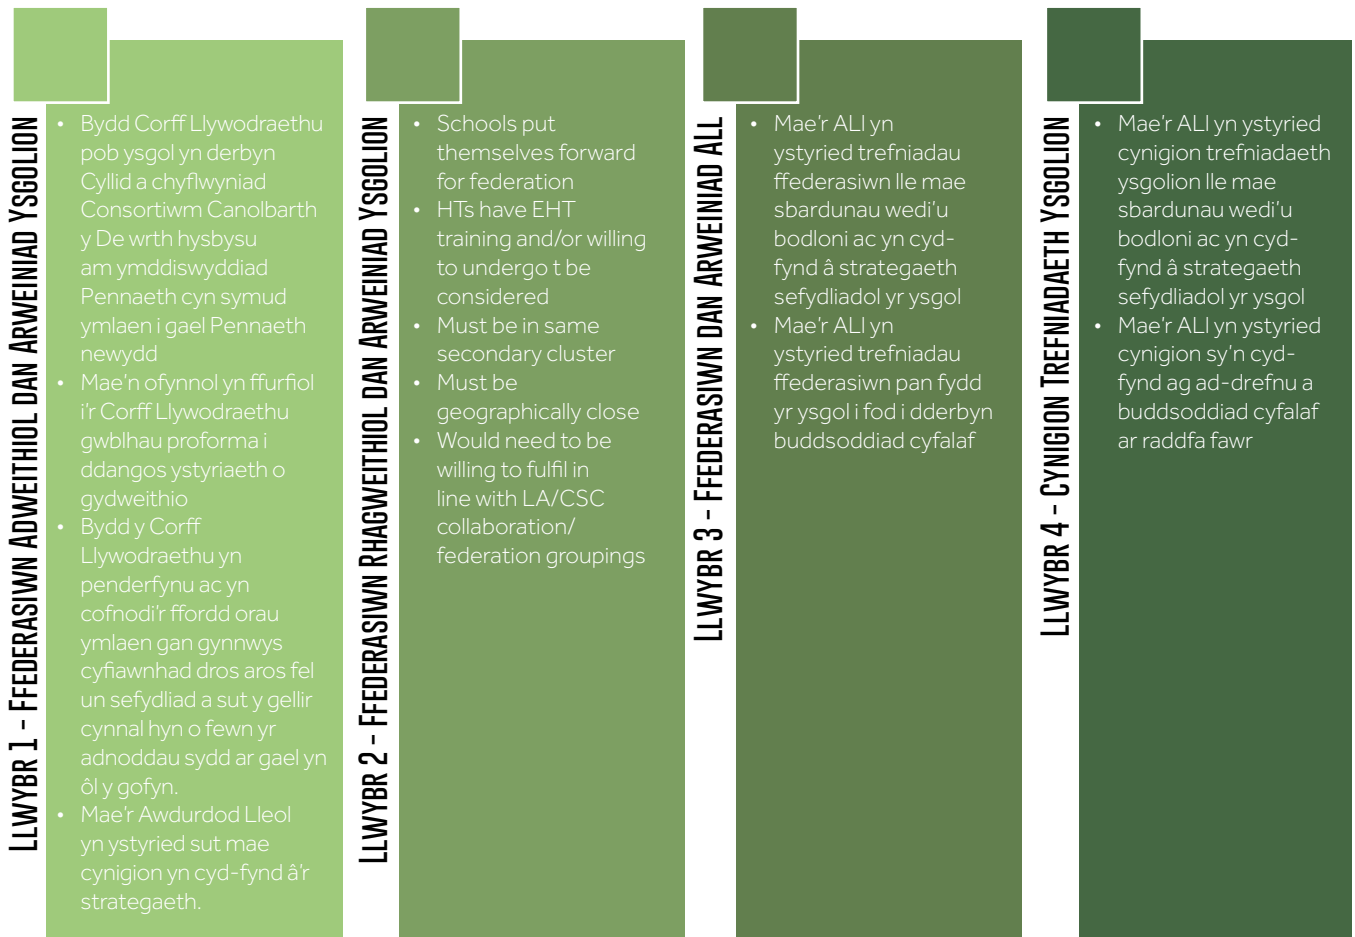 LLWYBR 1 - FFEDERASIWN ADWEITHIOL DAN ARWEINIAD YSGOLION
• Bydd Corff Llywodraethu
pob ysgol yn derbyn
Cyllid a chyflwyniad
Consortiwm Canolbarth
y De wrth hysbysu
am ymddiswyddiad
Pennaeth cyn symud
ymlaen i gael Pennaeth
newydd
• Mae'n ofynnol yn ffurfiol
i'r Corff Llywodraethu
gwblhau proforma i
ddangos ystyriaeth o
gydweithio
• Bydd y Corff
Llywodraethu yn
penderfynu ac yn
cofnodi'r ffordd orau
ymlaen gan gynnwys
cyfiawnhad dros aros fel
un sefydliad a sut y gellir
cynnal hyn o fewn yr
adnoddau sydd ar gael yn
ôl y gofyn.
• Mae'r Awdurdod Lleol
yn ystyried sut mae
cynigion yn cyd-fynd â'r
strategaeth.
LLWYBR 2 - FFEDERASIWN RHAGWEITHIOL DAN ARWEINIAD YSGOLION
• Schools put
themselves forward
for federation
• HTs have EHT
training and/or willing
to undergo t be
considered
• Must be in same
secondary cluster
• Must be
geographically close
• Would need to be
willing to fulfil in
line with LA/CSC
collaboration/
federation groupings
LLWYBR 3 - FFEDERASIWN DAN ARWEINIAD ALL
• Mae'r ALl yn
ystyried trefniadau
ffederasiwn lle mae
sbardunau wedi'u
bodloni ac yn cyd-
fynd â strategaeth
sefydliadol yr ysgol
• Mae'r ALl yn
ystyried trefniadau
ffederasiwn pan fydd
yr ysgol i fod i dderbyn
buddsoddiad cyfalaf
LLWYBR 4 - CYNIGION TREFNIADAETH YSGOLION
• Mae'r ALl yn ystyried
cynigion trefniadaeth
ysgolion lle mae
sbardunau wedi'u
bodloni ac yn cyd-
fynd â strategaeth
sefydliadol yr ysgol
• Mae'r ALl yn ystyried
cynigion sy'n cyd-
fynd ag ad-drefnu a
buddsoddiad cyfalaf
ar raddfa fawr